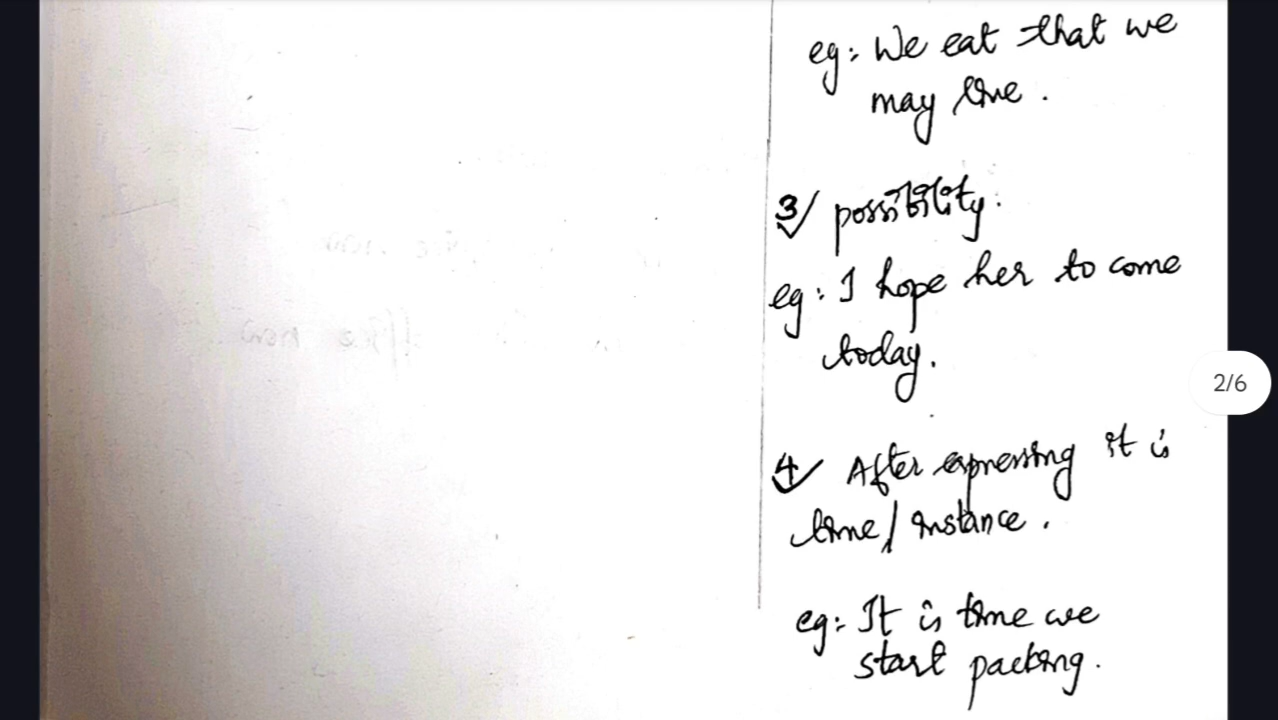 eg: We eat that we
may live.
3/ possibility.
eg: I hope her to come
today.
4/ After expressing it is
time/instance.
eg: It is time we
start packing.
2/6